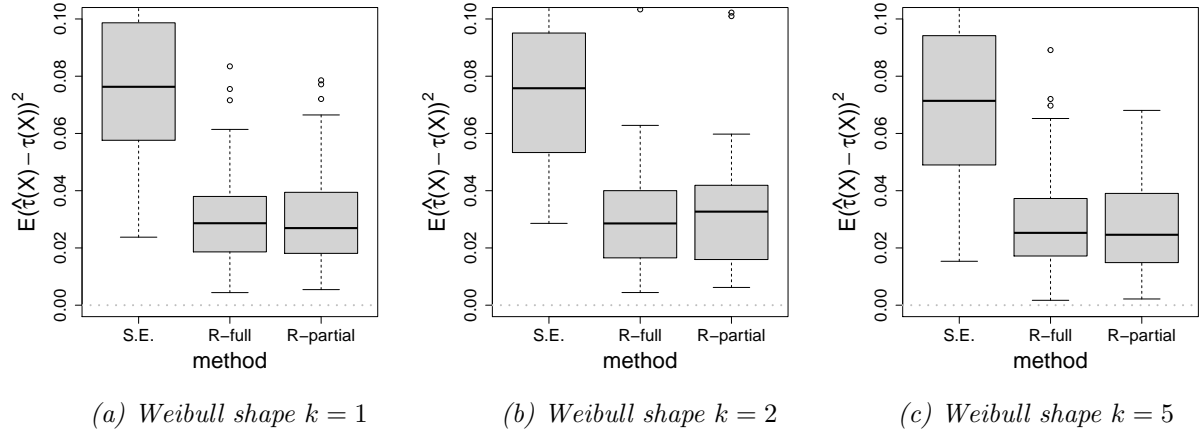 0.00 0.02 0.04 0.06 0.08 0.10
E(τ̂(X) − τ(X))²
S.E. R−full R−partial
method
(a) Weibull shape k = 1
0.00 0.02 0.04 0.06 0.08 0.10
E(τ̂(X) − τ(X))²
S.E. R−full R−partial
method
(b) Weibull shape k = 2
0.00 0.02 0.04 0.06 0.08 0.10
E(τ̂(X) − τ(X))²
S.E. R−full R−partial
method
(c) Weibull shape k = 5